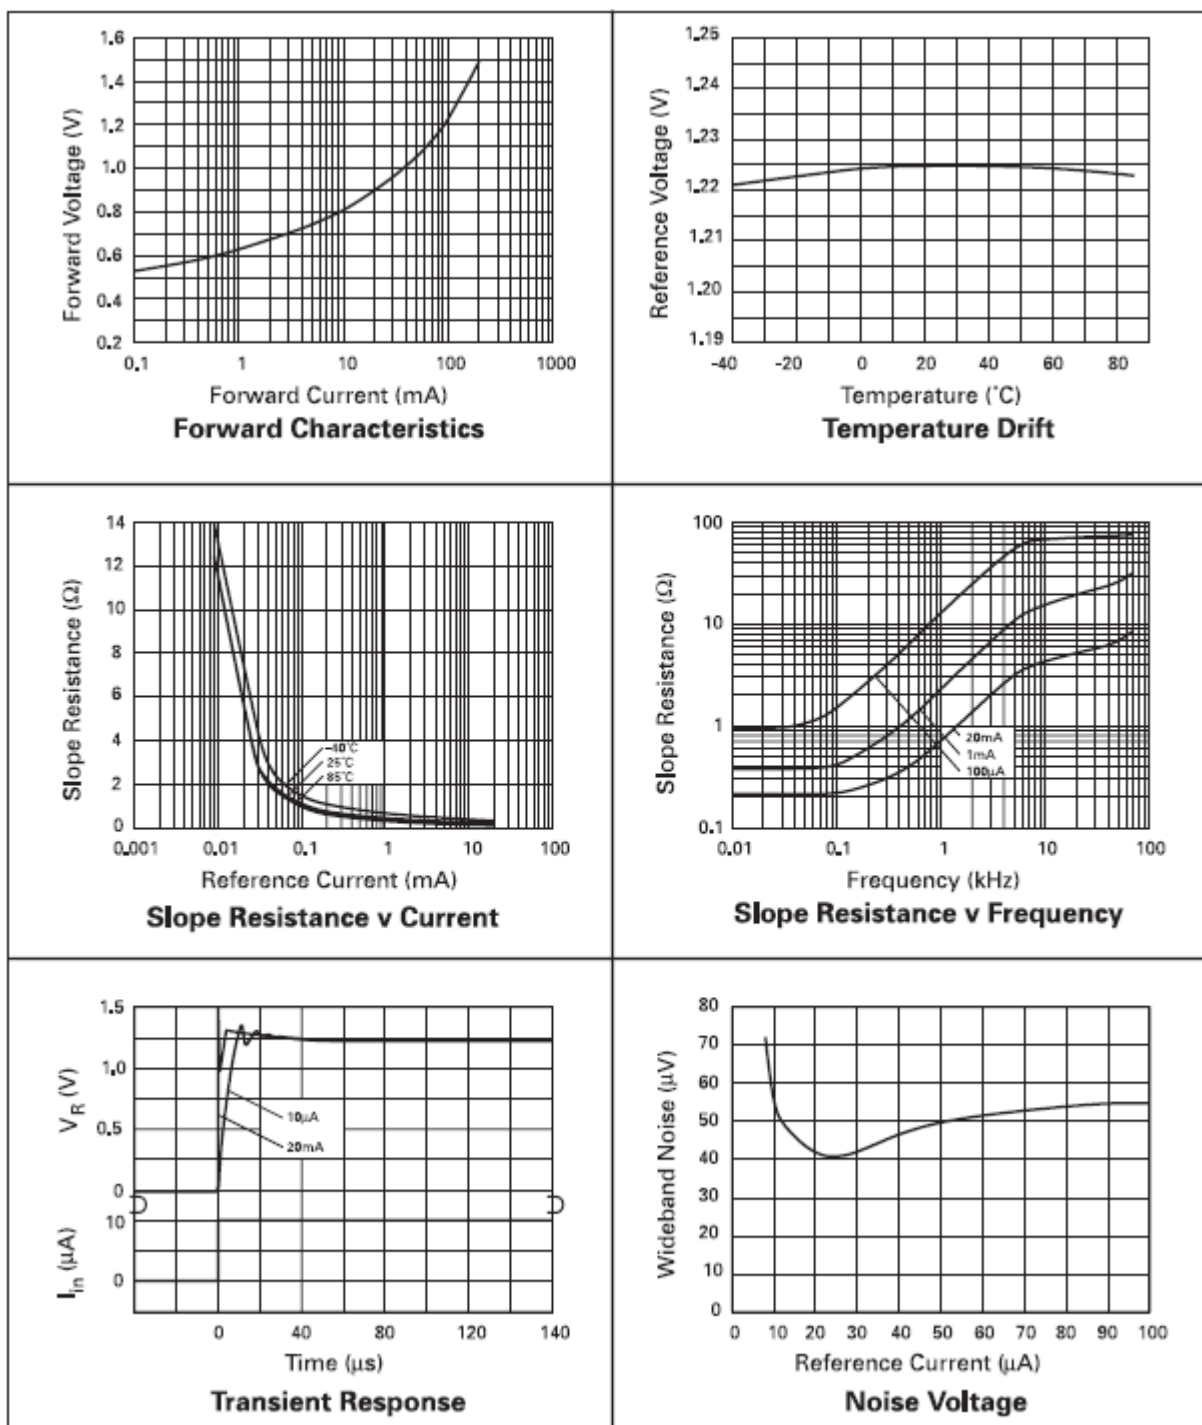 1.6
1.4
1.2
1.0
0.8
0.6
0.4
0.2
Forward Voltage (V)
0.1 1 10 100 1000
Forward Current (mA)
Forward Characteristics
1.25
1.24
1.23
1.22
1.21
1.20
1.19
Reference Voltage (V)
-40 -20 0 20 40 60 80
Temperature (°C)
Temperature Drift
14
12
10
8
6
4
2
0
Slope Resistance (Ω)
-40°C
25°C
85°C
0.001 0.01 0.1 1 10 100
Reference Current (mA)
Slope Resistance v Current
100
10
1
0.1
Slope Resistance (Ω)
20mA
1mA
100µA
0.01 0.1 1 10 100
Frequency (kHz)
Slope Resistance v Frequency
1.5
1.0
0.5
0
V_R (V)
10µA
20mA
10
0
I_in (µA)
0 40 80 120 140
Time (µs)
Transient Response
80
70
60
50
40
30
20
10
0
Wideband Noise (µV)
0 10 20 30 40 50 60 70 80 90 100
Reference Current (µA)
Noise Voltage